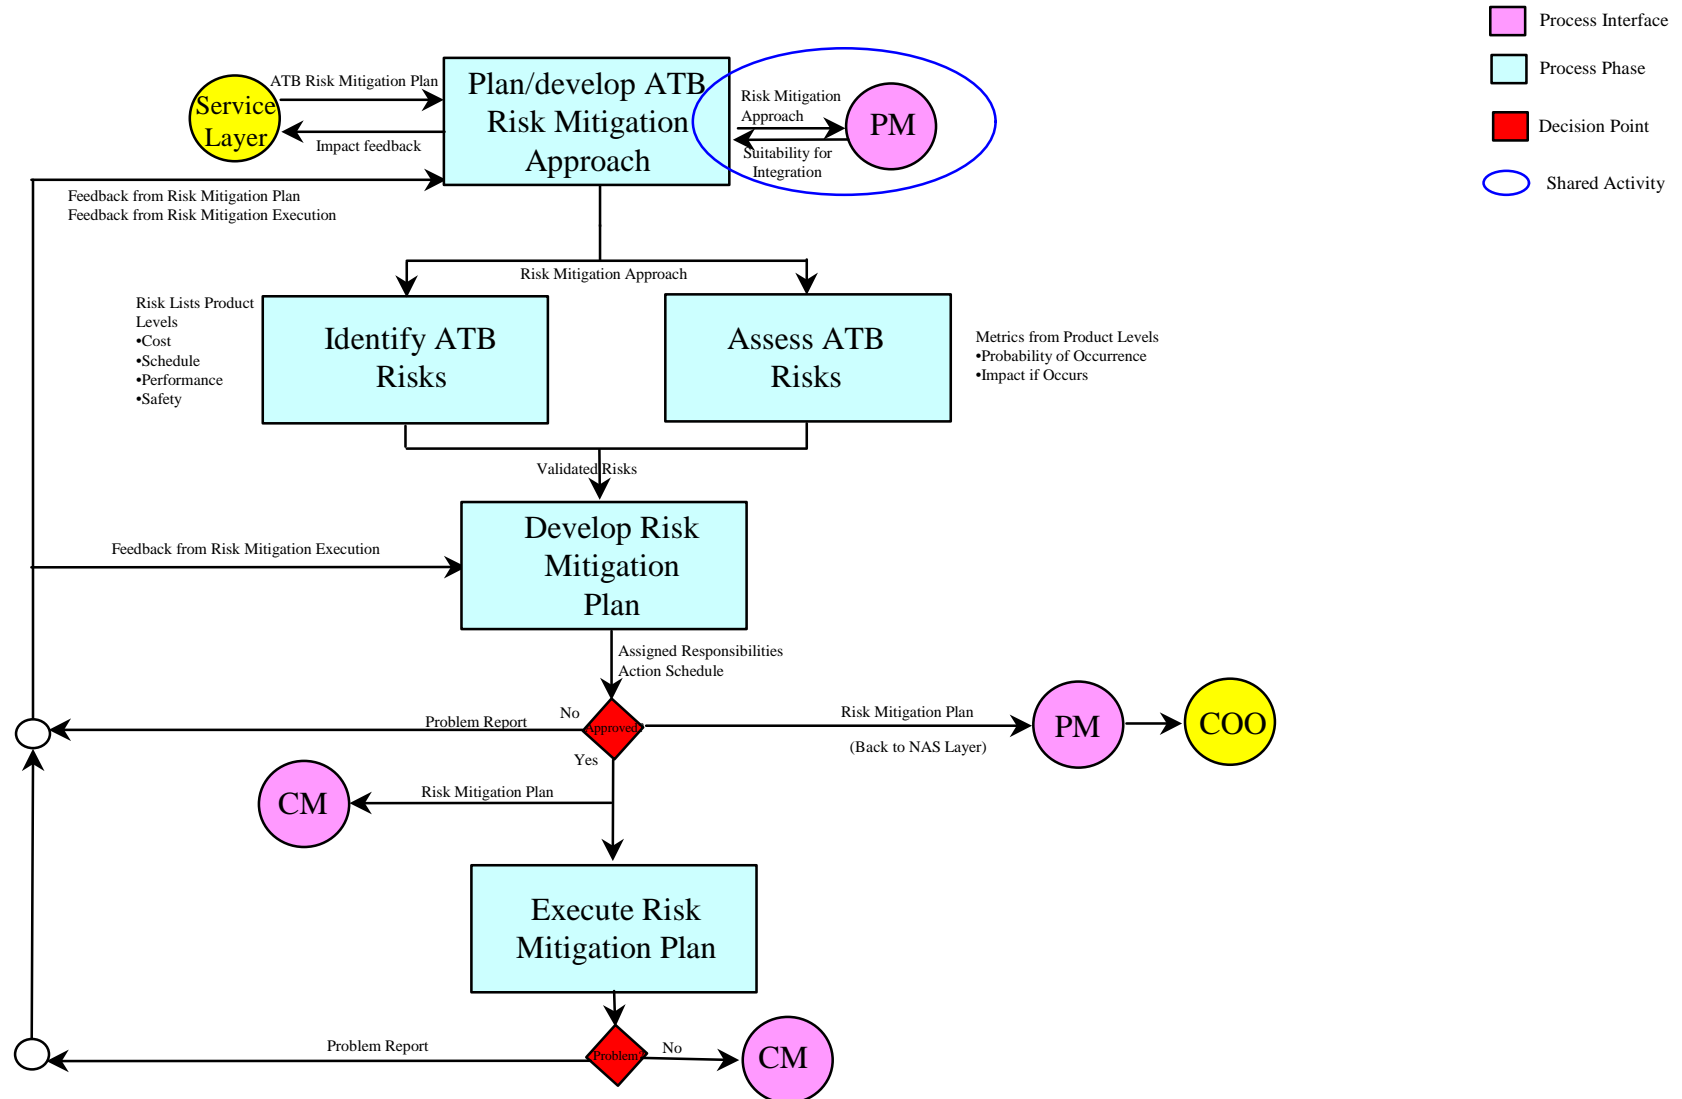 Process Interface
Process Phase
Decision Point
Shared Activity
Service
Layer
ATB Risk Mitigation Plan
Impact feedback
Plan/develop ATB
Risk Mitigation
Approach
Risk Mitigation
Approach
PM
Suitability for
Integration
Feedback from Risk Mitigation Plan
Feedback from Risk Mitigation Execution
Risk Mitigation Approach
Risk Lists Product
Levels
•Cost
•Schedule
•Performance
•Safety
Identify ATB
Risks
Assess ATB
Risks
Metrics from Product Levels
•Probability of Occurrence
•Impact if Occurs
Validated Risks
Feedback from Risk Mitigation Execution
Develop Risk
Mitigation
Plan
Assigned Responsibilities
Action Schedule
Problem Report
No
Approved?
Yes
Risk Mitigation Plan
(Back to NAS Layer)
PM
COO
CM
Risk Mitigation Plan
Execute Risk
Mitigation Plan
Problem Report
Problem?
No
CM